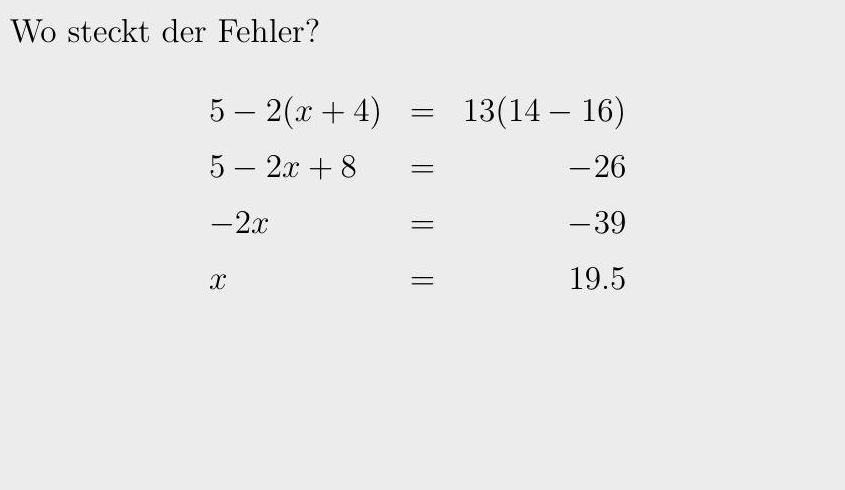 Wo steckt der Fehler?
5 − 2(x + 4) = 13(14 − 16)
5 − 2x + 8 = −26
−2x = −39
x = 19.5